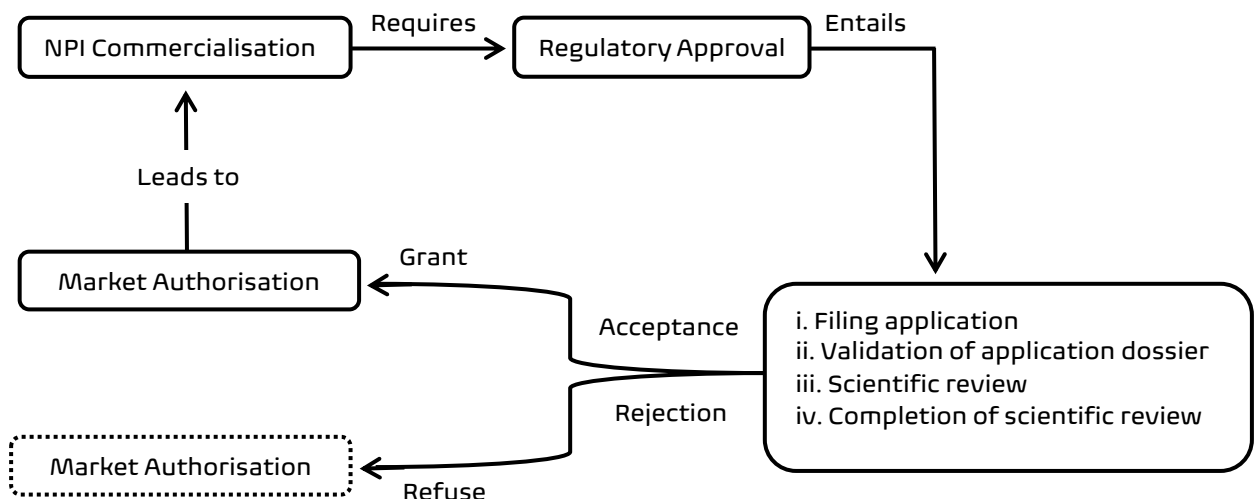 Requires
Entails
NPI Commercialisation
Regulatory Approval
Leads to
Grant
Market Authorisation
Acceptance
i. Filing application
ii. Validation of application dossier
iii. Scientific review
iv. Completion of scientific review
Rejection
Market Authorisation
Refuse